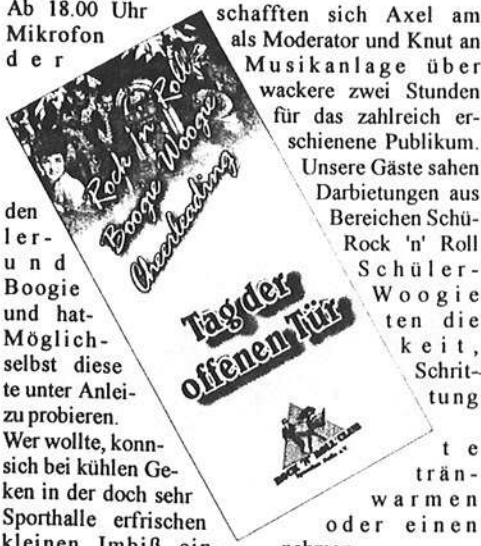 Ab 18.00 Uhr schafften sich Axel am
Mikrofon als Moderator und Knut an
der Musikanlage über
wackere zwei Stunden
für das zahlreich er-
schienene Publikum.
Unsere Gäste sahen
Darbietungen aus
den Bereichen Schü-
ler- Rock 'n' Roll
und Schüler-
Boogie Woogie
und hat- ten die
Möglich- keit,
selbst diese Schrit-
te unter Anlei- tung
zu probieren.
Wer wollte, konn- te
sich bei kühlen Ge- trän-
ken in der doch sehr warmen
Sporthalle erfrischen oder einen
kleinen Imbiß ein- nehmen.
Rock 'n Roll
Boogie Woogie
Cheerleading
Tag der
offenen Tür
ROCK 'N' ROLL CLUB